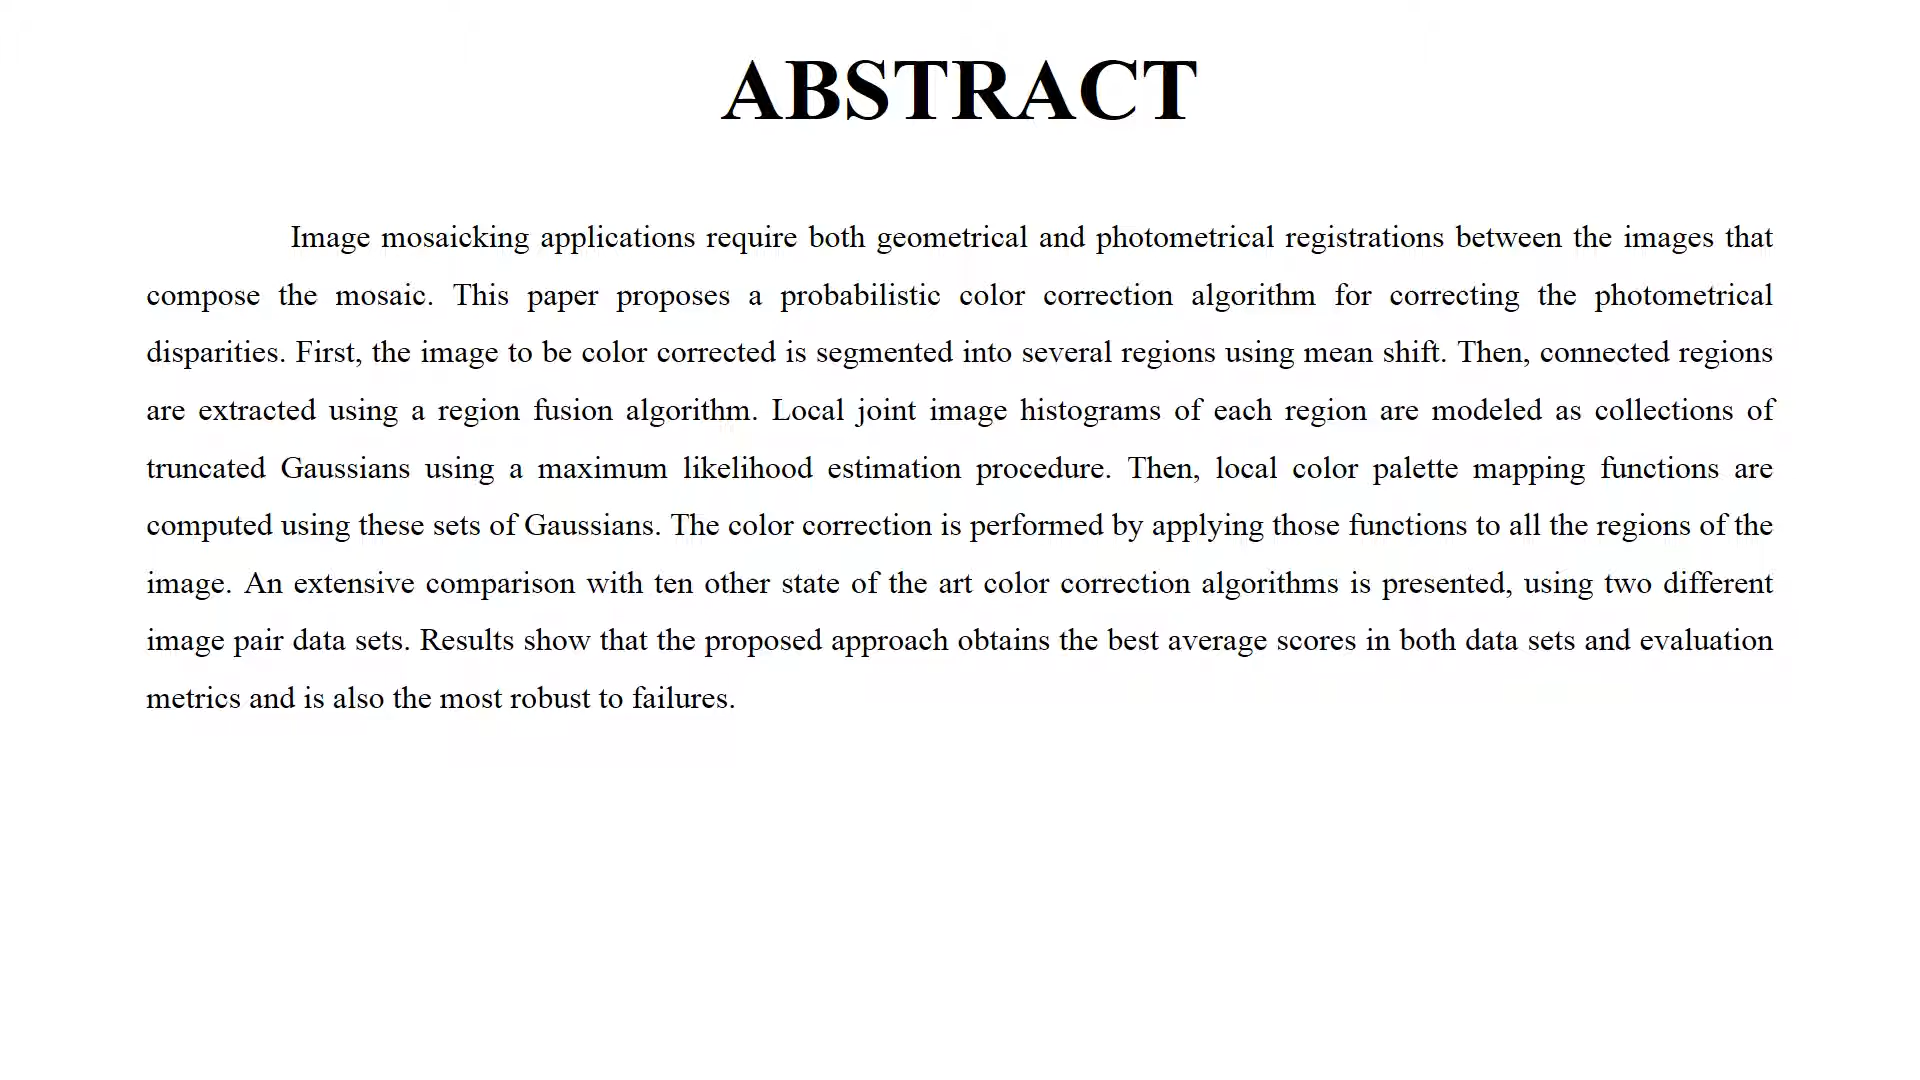 ABSTRACT
Image mosaicking applications require both geometrical and photometrical registrations between the images that
compose the mosaic. This paper proposes a probabilistic color correction algorithm for correcting the photometrical
disparities. First, the image to be color corrected is segmented into several regions using mean shift. Then, connected regions
are extracted using a region fusion algorithm. Local joint image histograms of each region are modeled as collections of
truncated Gaussians using a maximum likelihood estimation procedure. Then, local color palette mapping functions are
computed using these sets of Gaussians. The color correction is performed by applying those functions to all the regions of the
image. An extensive comparison with ten other state of the art color correction algorithms is presented, using two different
image pair data sets. Results show that the proposed approach obtains the best average scores in both data sets and evaluation
metrics and is also the most robust to failures.